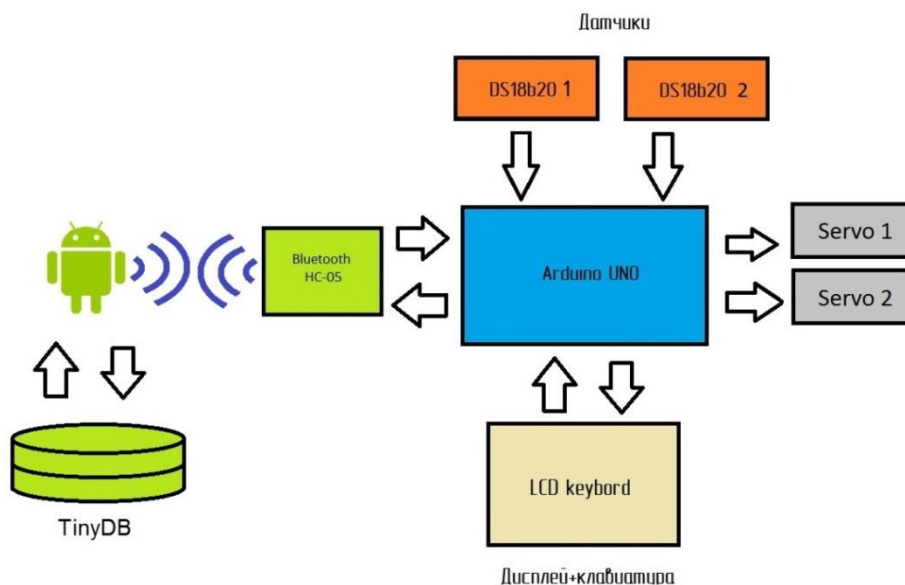 Датчики
DS18b20 1
DS18b20 2
Bluetooth
HC-05
Arduino UNO
Servo 1
Servo 2
TinyDB
LCD keybord
Дисплей+клавиатура